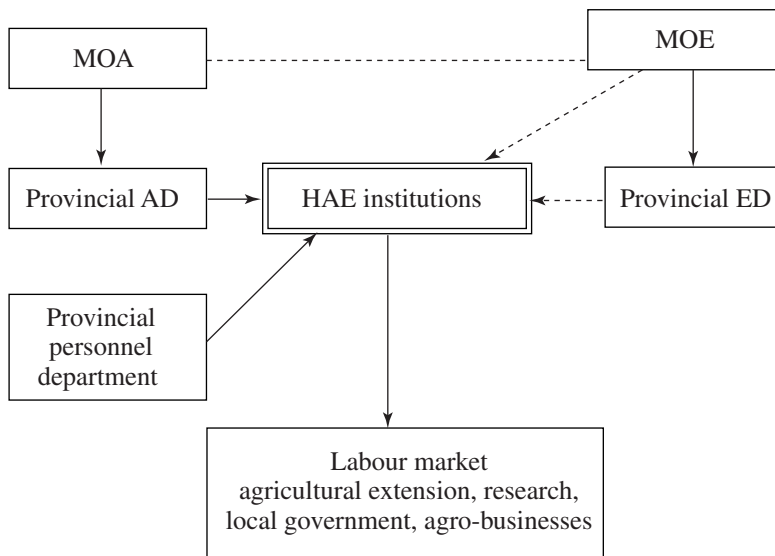 MOA
MOE
Provincial AD
HAE institutions
Provincial ED
Provincial
personnel
department
Labour market
agricultural extension, research,
local government, agro-businesses